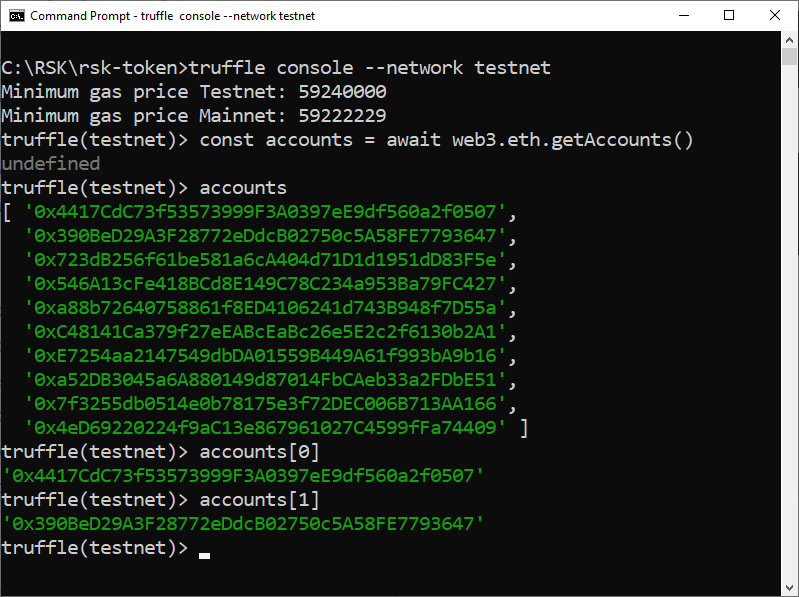 Command Prompt - truffle  console --network testnet
C:\RSK\rsk-token>truffle console --network testnet
Minimum gas price Testnet: 59240000
Minimum gas price Mainnet: 59222229
truffle(testnet)> const accounts = await web3.eth.getAccounts()
undefined
truffle(testnet)> accounts
[ '0x4417CdC73f53573999F3A0397eE9df560a2f0507',
  '0x390BeD29A3F28772eDdcB02750c5A58FE7793647',
  '0x723dB256f61be581a6cA404d71D1d1951dD83F5e',
  '0x546A13cFe418BCd8E149C78C234a953Ba79FC427',
  '0xa88b72640758861f8ED4106241d743B948f7D55a',
  '0xC48141Ca379f27eEABcEaBc26e5E2c2f6130b2A1',
  '0xE7254aa2147549dbDA01559B449A61f993bA9b16',
  '0xa52DB3045a6A880149d87014FbCAeb33a2FDbE51',
  '0x7f3255db0514e0b78175e3f72DEC006B713AA166',
  '0x4eD69220224f9aC13e867961027C4599fFa74409' ]
truffle(testnet)> accounts[0]
'0x4417CdC73f53573999F3A0397eE9df560a2f0507'
truffle(testnet)> accounts[1]
'0x390BeD29A3F28772eDdcB02750c5A58FE7793647'
truffle(testnet)>